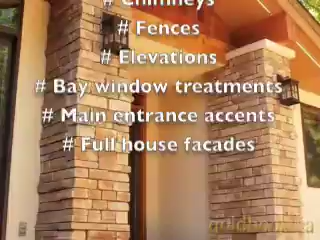 # Chimneys
# Fences
# Elevations
# Bay window treatments
# Main entrance accents
# Full house facades